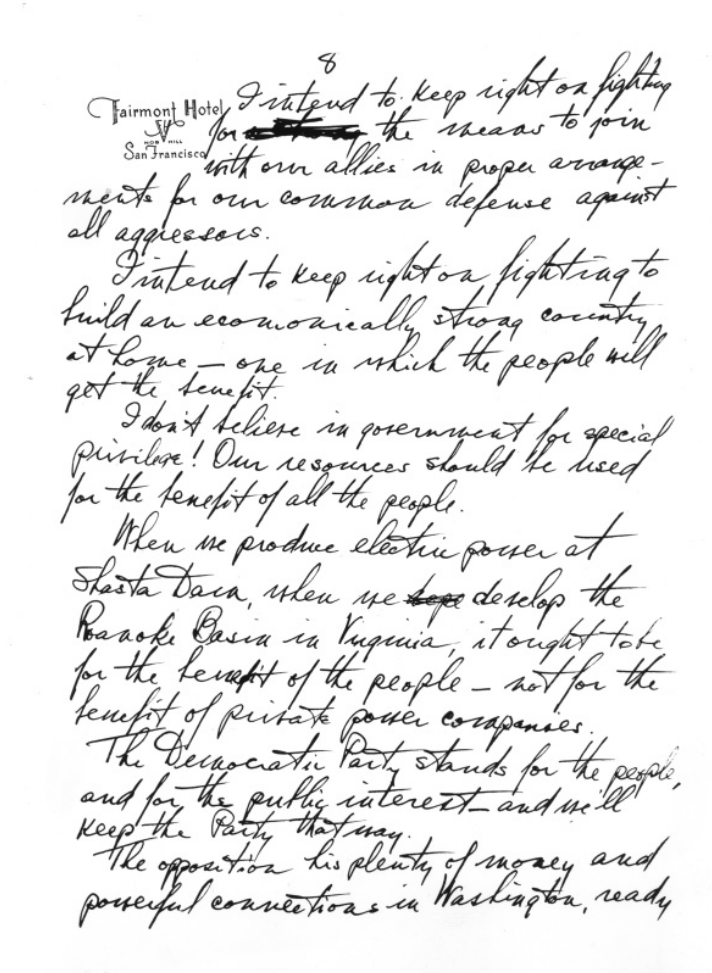 8
Fairmont Hotel
NOB HILL
San Francisco
I intend to keep right on fighting
for the means to join
with our allies in proper arrange-
ments for our common defense against
all aggressors.
I intend to keep right on fighting to
build an economically strong country
at home — one in which the people will
get the benefit.
I don't believe in government for special
privilege! Our resources should be used
for the benefit of all the people.
When we produce electric power at
Shasta Dam, when we develop the
Roanoke Basin in Virginia, it ought to be
for the benefit of the people — not for the
benefit of private power companies.
The Democratic Party stands for the people,
and for the public interest — and we'll
keep the Party that way.
The opposition his plenty of money and
powerful connections in Washington, ready